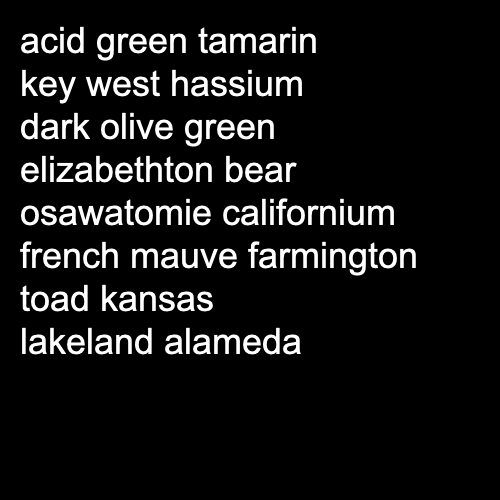 acid green tamarin
key west hassium
dark olive green
elizabethton bear
osawatomie californium
french mauve farmington
toad kansas
lakeland alameda